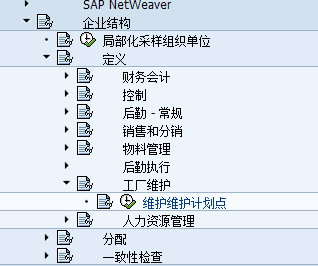 SAP NetWeaver
企业结构
局部化采样组织单位
定义
财务会计
控制
后勤 - 常规
销售和分销
物料管理
后勤执行
工厂维护
维护维护计划点
人力资源管理
分配
一致性检查